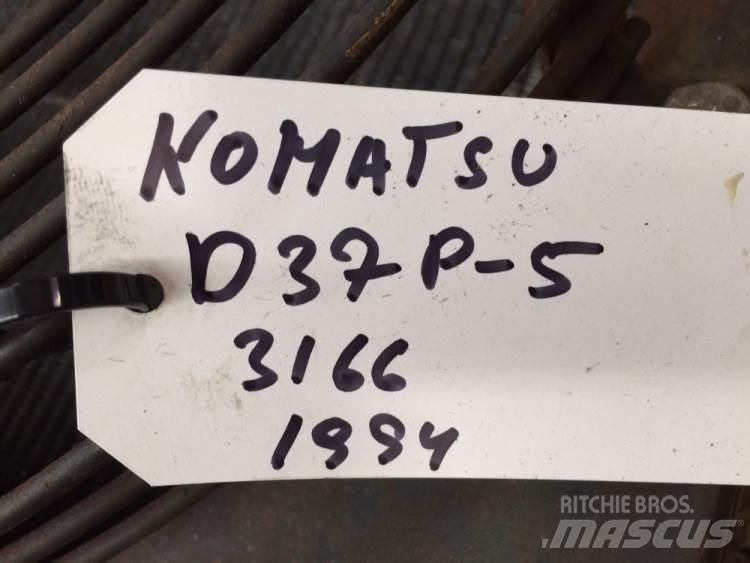 KOMATSU
D37P-5
3166
1994
RITCHIE BROS.
MASCUS